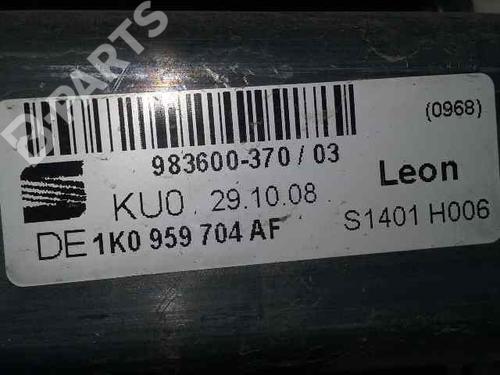 B-PARTS
(0968)
983600-370 / 03
Leon
KU0 29.10.08
S1401 H006
DE 1K0 959 704 AF